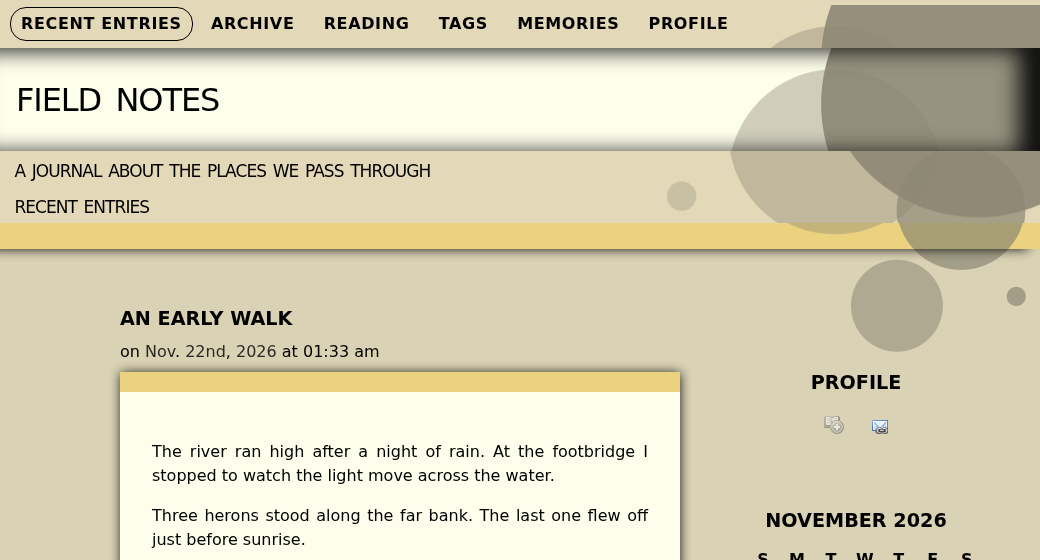 RECENT ENTRIES ARCHIVE READING TAGS MEMORIES PROFILE
FIELD NOTES
A JOURNAL ABOUT THE PLACES WE PASS THROUGH
RECENT ENTRIES
AN EARLY WALK
on Nov. 22nd, 2026 at 01:33 am
The river ran high after a night of rain. At the footbridge I
stopped to watch the light move across the water.
Three herons stood along the far bank. The last one flew off
just before sunrise.
PROFILE
NOVEMBER 2026
S M T W T F S